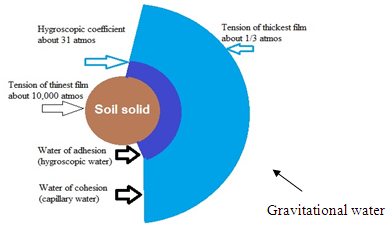 Hygroscopic coefficient
about 31 atmos
Tension of thickest film
about 1/3 atmos
Tension of thinest film
about 10,000 atmos
Soil solid
Water of adhesion
(hygroscopic water)
Water of cohesion
(capillary water)
Gravitational water